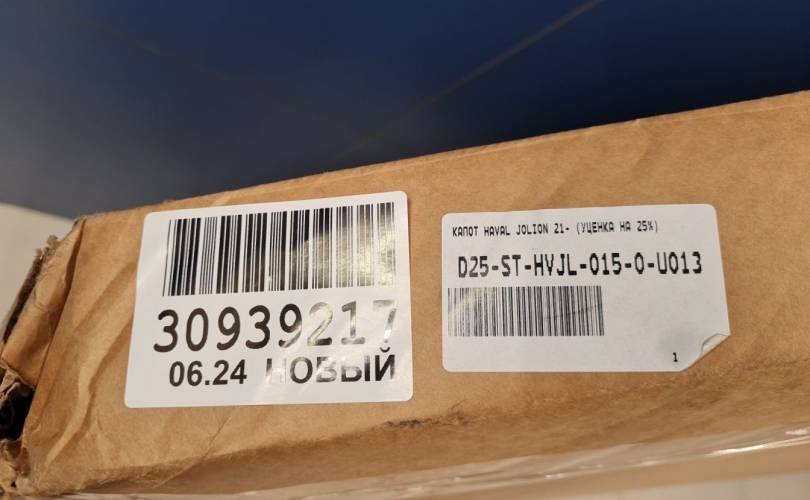 30939217
06.24 НОВЫЙ
КАПОТ HAVAL JOLION 21- (УЦЕНКА НА 25%)
D25-ST-HVJL-015-0-U013
1